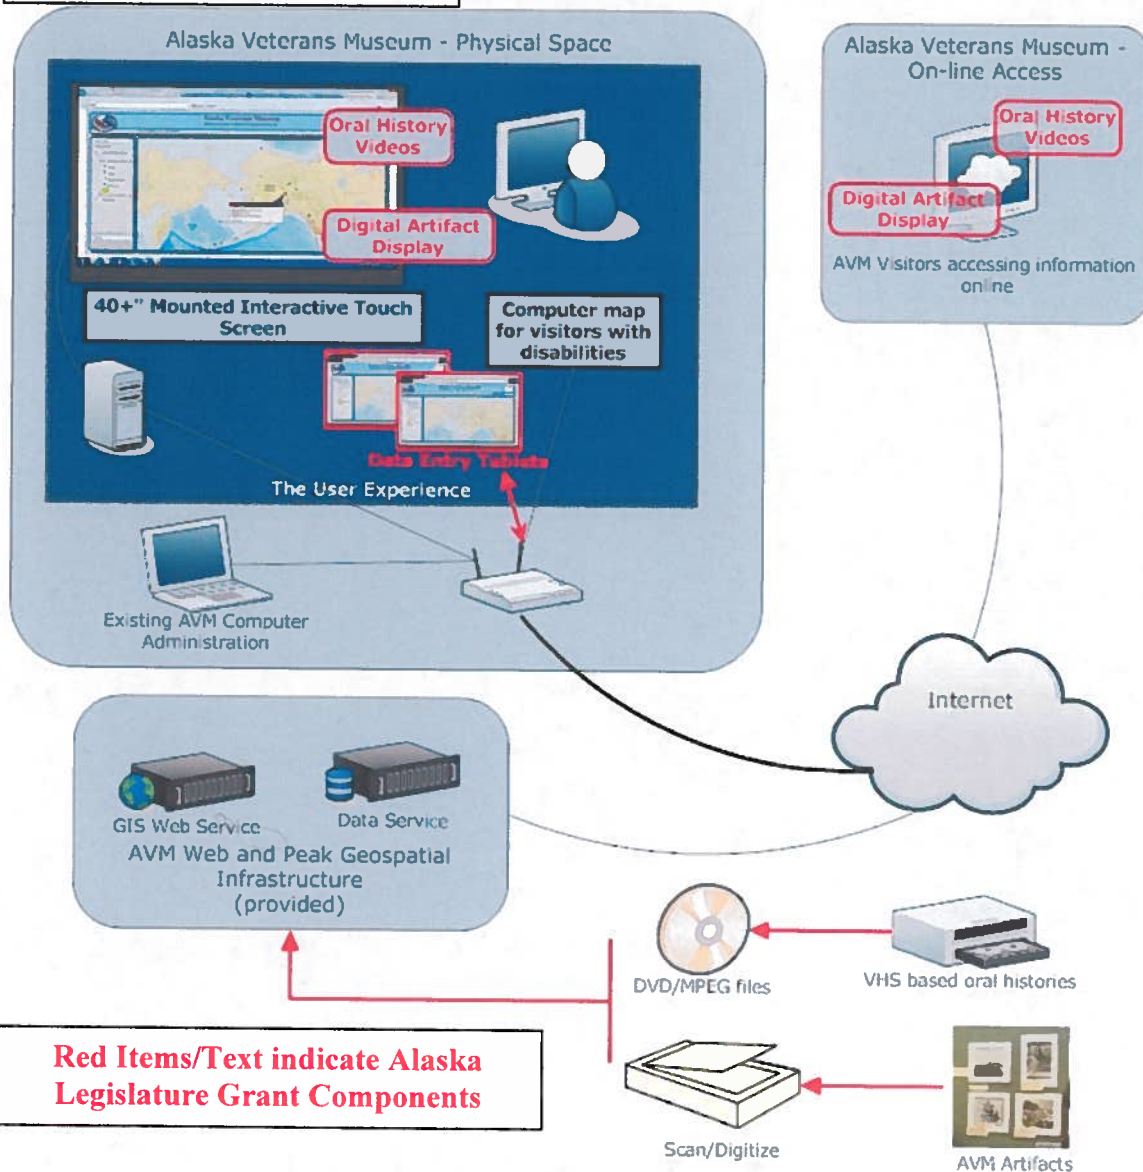 Alaska Veterans Museum - Physical Space
Oral History
Videos
Digital Artifact
Display
40+" Mounted Interactive Touch
Screen
Computer map
for visitors with
disabilities
Data Entry Tablets
The User Experience
Existing AVM Computer
Administration
Alaska Veterans Museum -
On-line Access
Oral History
Videos
Digital Artifact
Display
AVM Visitors accessing information
online
Internet
GIS Web Service
Data Service
AVM Web and Peak Geospatial
Infrastructure
(provided)
DVD/MPEG files
VHS based oral histories
Red Items/Text indicate Alaska
Legislature Grant Components
Scan/Digitize
AVM Artifacts